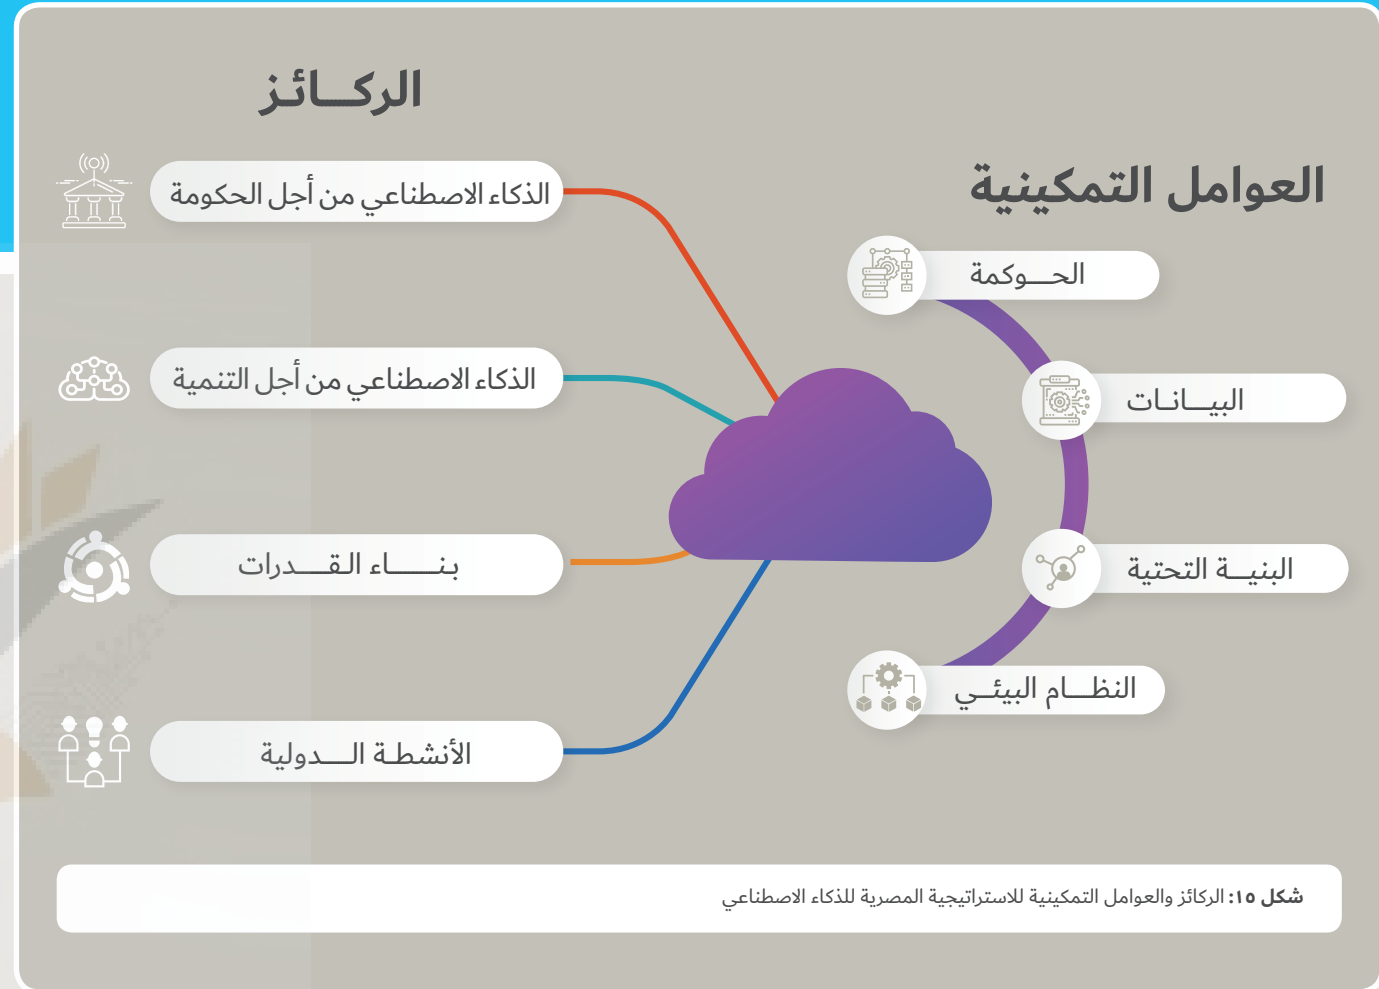 العوامل التمكينية
الحوكمة
البيانات
البنية التحتية
النظام البيئي
الركائز
الذكاء الاصطناعي من أجل الحكومة
الذكاء الاصطناعي من أجل التنمية
بناء القدرات
الأنشطة الدولية
شكل ١٥: الركائز والعوامل التمكينية للاستراتيجية المصرية للذكاء الاصطناعي